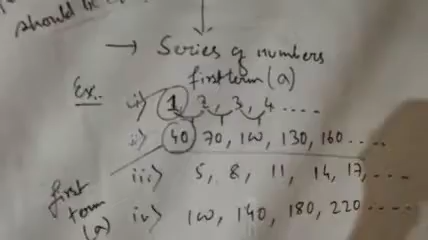 should be
→ Series of numbers
first term (a)
Ex. i) 1, 2, 3, 4 ....
ii) 40, 70, 100, 130, 160 ....
iii) 5, 8, 11, 14, 17, ....
first term (a)
iv) 100, 140, 180, 220 ....